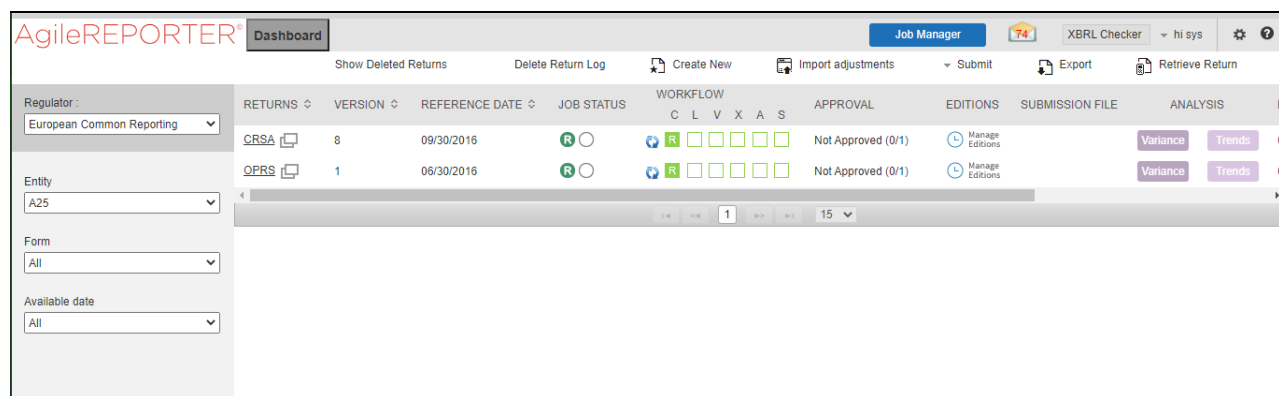 AgileREPORTER® Dashboard Job Manager 74 XBRL Checker hi sys
Show Deleted Returns Delete Return Log Create New Import adjustments Submit Export Retrieve Return
Regulator :
European Common Reporting
Entity
A25
Form
All
Available date
All
RETURNS VERSION REFERENCE DATE JOB STATUS WORKFLOW APPROVAL EDITIONS SUBMISSION FILE ANALYSIS
C L V X A S
CRSA 8 09/30/2016 R R Not Approved (0/1) Manage Editions Variance Trends
OPRS 1 06/30/2016 R R Not Approved (0/1) Manage Editions Variance Trends
1 15